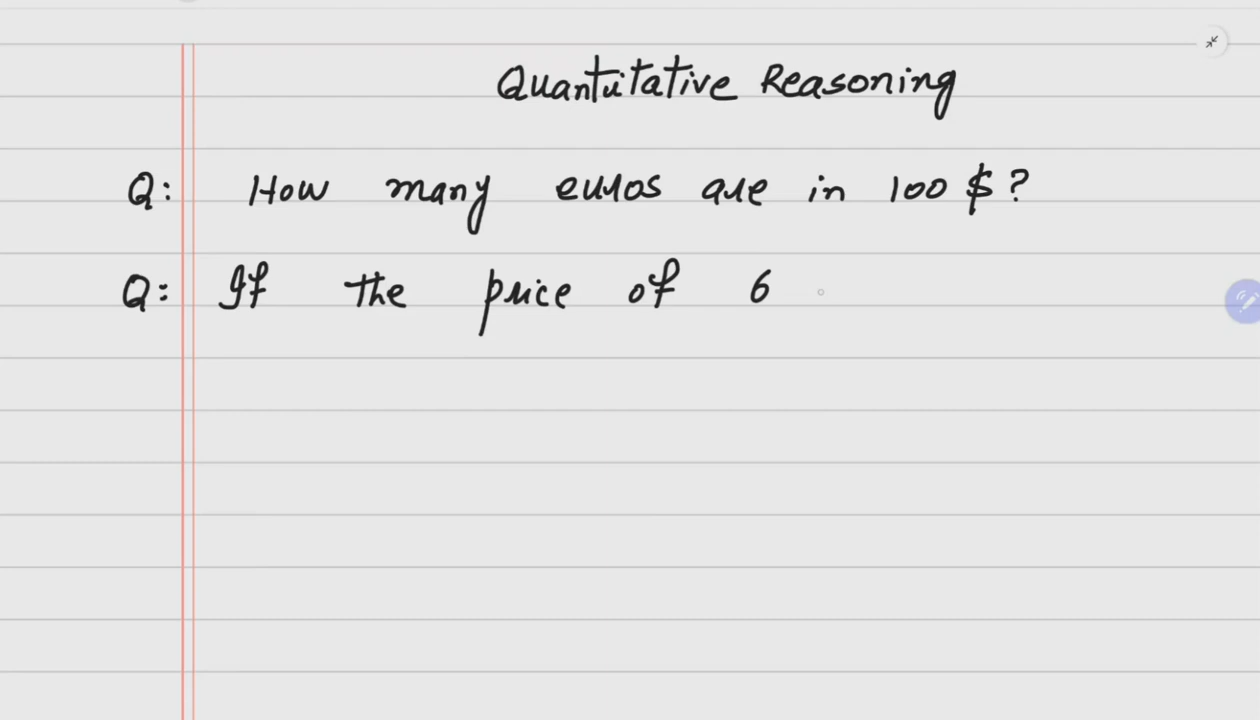 Quantitative Reasoning
Q: How many euros are in 100 $?
Q: If the price of 6